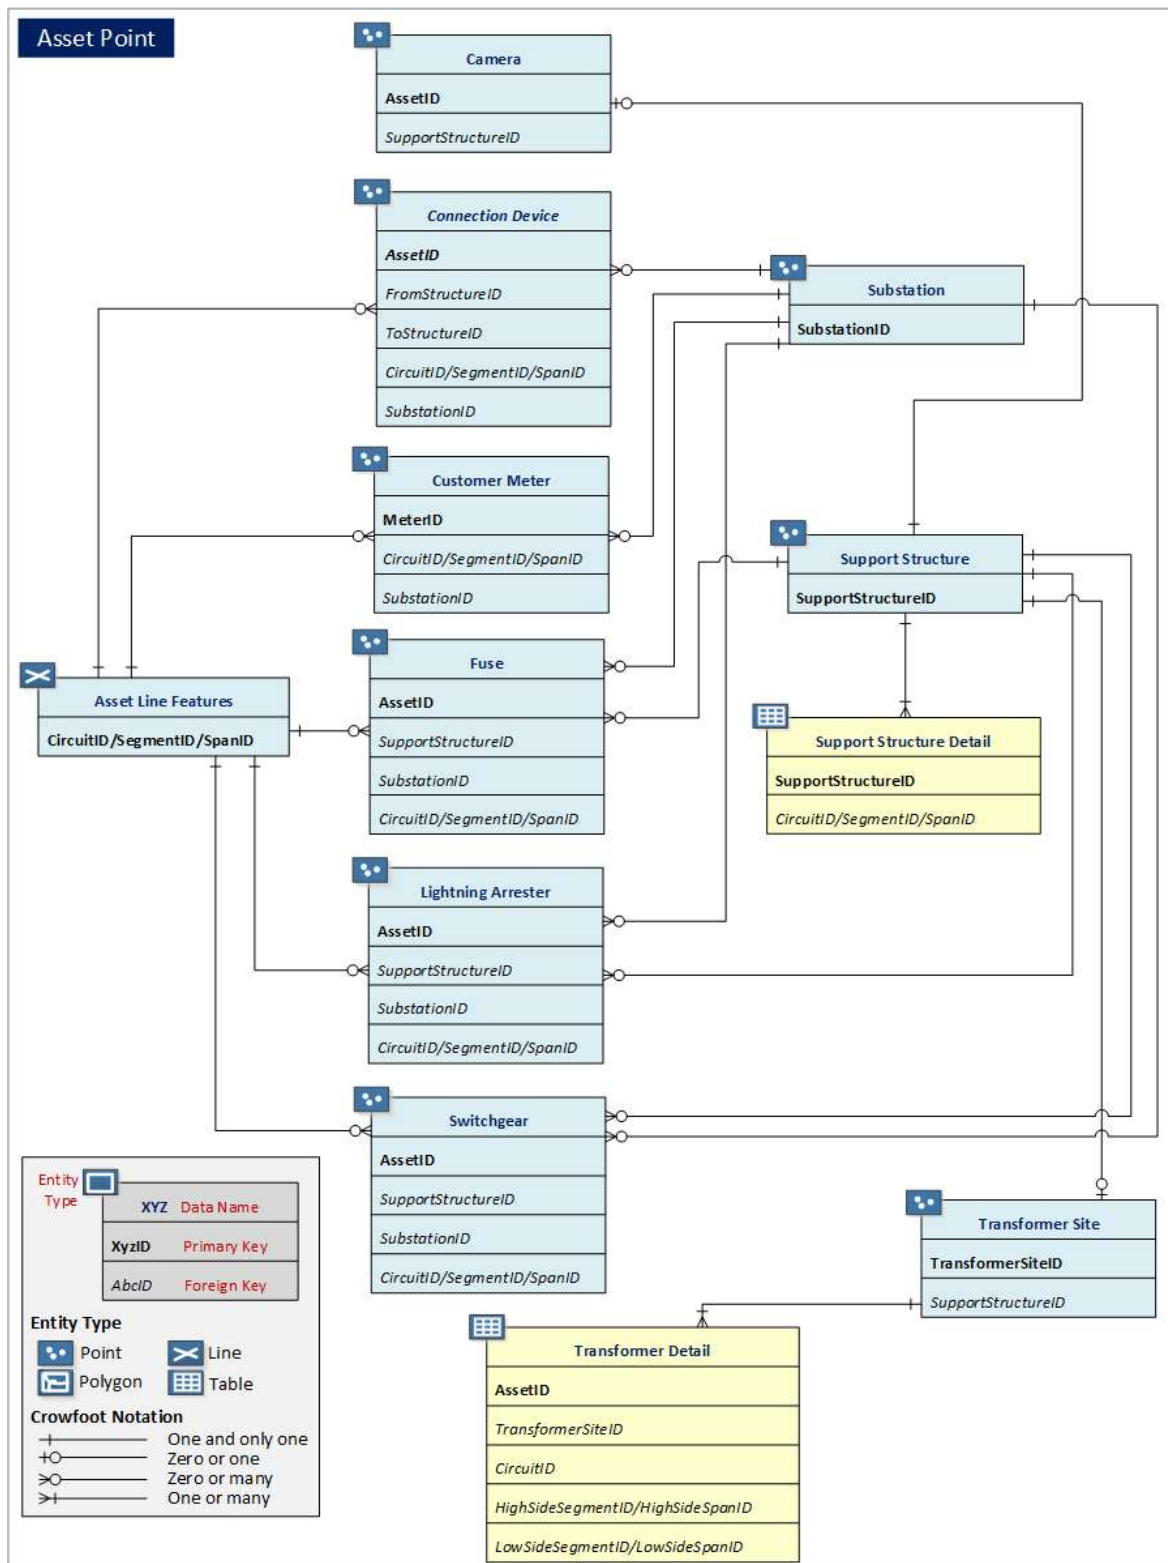 Asset Point
Camera
AssetID
SupportStructureID
Connection Device
AssetID
FromStructureID
ToStructureID
CircuitID/SegmentID/SpanID
SubstationID
Substation
SubstationID
Customer Meter
MeterID
CircuitID/SegmentID/SpanID
SubstationID
Support Structure
SupportStructureID
Fuse
AssetID
SupportStructureID
SubstationID
CircuitID/SegmentID/SpanID
Asset Line Features
CircuitID/SegmentID/SpanID
Support Structure Detail
SupportStructureID
CircuitID/SegmentID/SpanID
Lightning Arrester
AssetID
SupportStructureID
SubstationID
CircuitID/SegmentID/SpanID
Switchgear
AssetID
SupportStructureID
SubstationID
CircuitID/SegmentID/SpanID
Transformer Site
TransformerSiteID
SupportStructureID
Transformer Detail
AssetID
TransformerSiteID
CircuitID
HighSideSegmentID/HighSideSpanID
LowSideSegmentID/LowSideSpanID
Entity
Type
XYZ Data Name
XyzID Primary Key
AbcID Foreign Key
Entity Type
Point Line
Polygon Table
Crowfoot Notation
One and only one
Zero or one
Zero or many
One or many